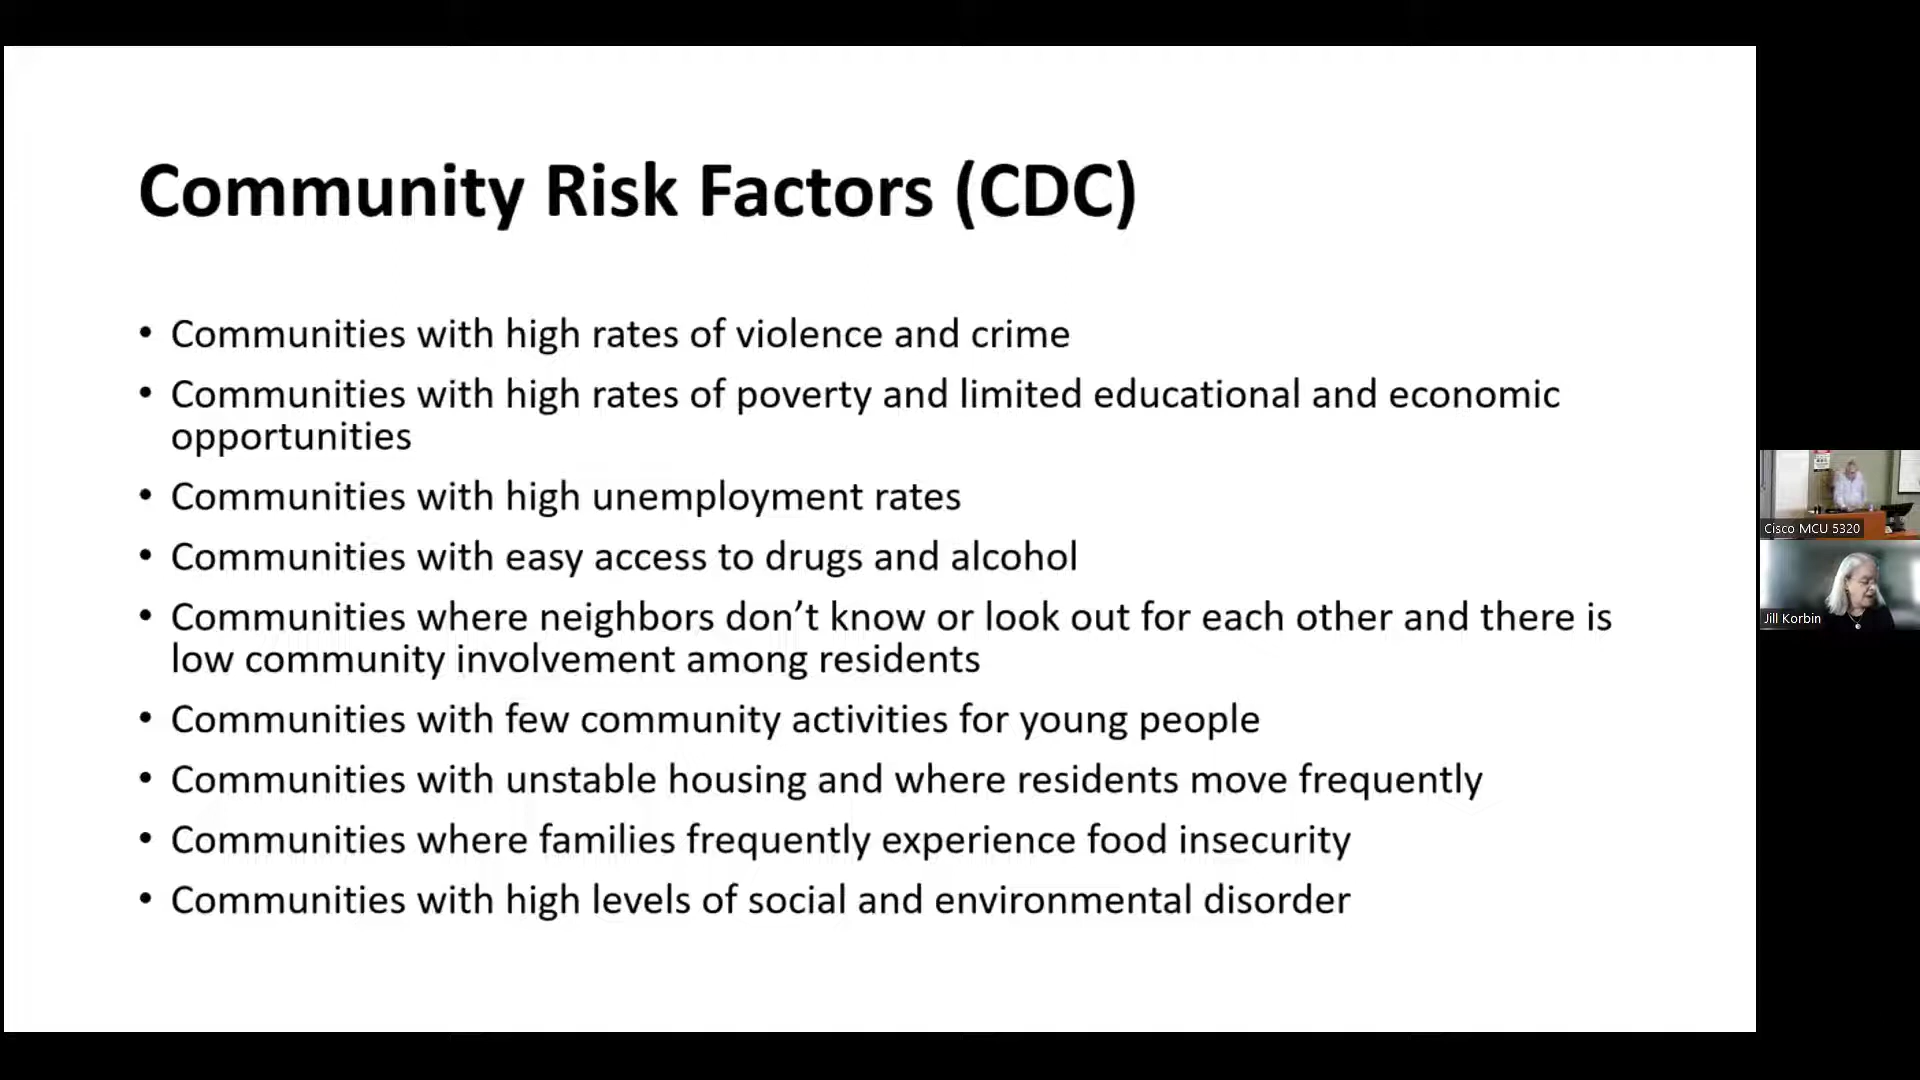 Community Risk Factors (CDC)
• Communities with high rates of violence and crime
• Communities with high rates of poverty and limited educational and economic
opportunities
• Communities with high unemployment rates
• Communities with easy access to drugs and alcohol
• Communities where neighbors don’t know or look out for each other and there is
low community involvement among residents
• Communities with few community activities for young people
• Communities with unstable housing and where residents move frequently
• Communities where families frequently experience food insecurity
• Communities with high levels of social and environmental disorder
Cisco MCU 5320
Jill Korbin